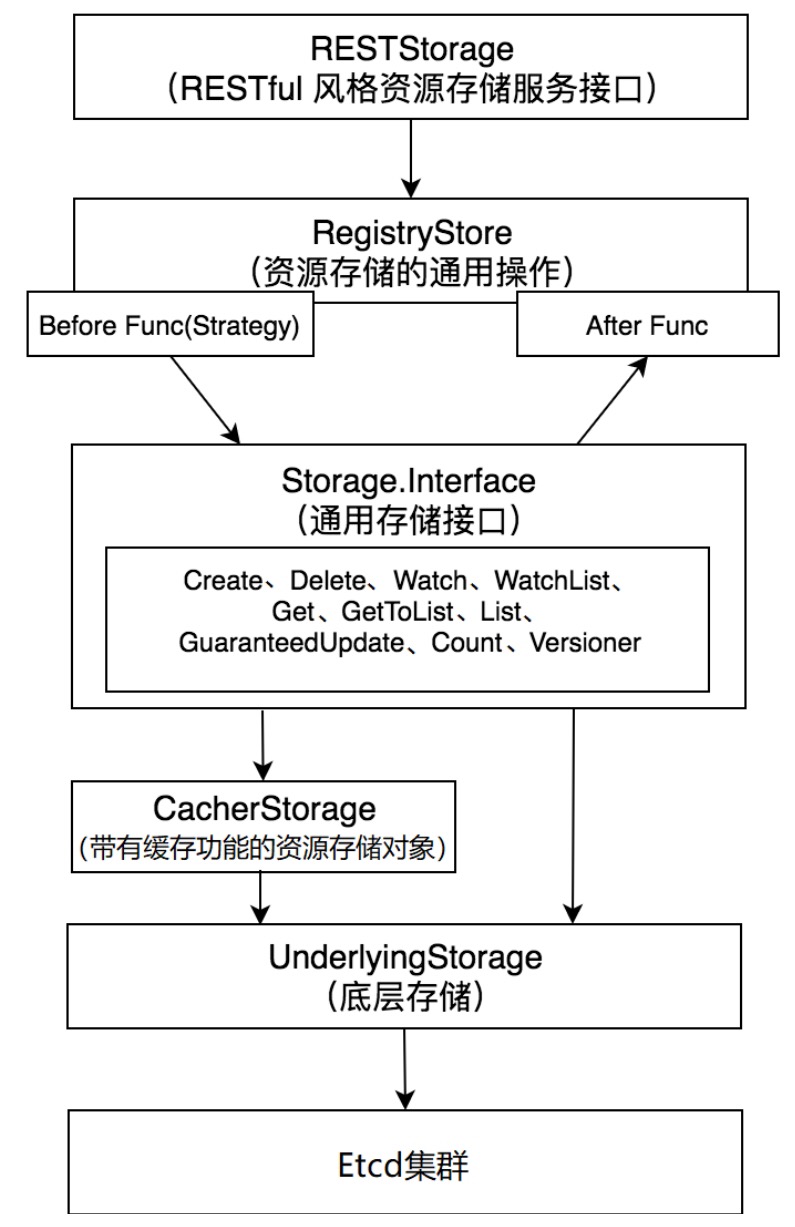 RESTStorage
（RESTful 风格资源存储服务接口）
RegistryStore
（资源存储的通用操作）
Before Func(Strategy)
After Func
Storage.Interface
（通用存储接口）
Create、Delete、Watch、WatchList、
Get、GetToList、List、
GuaranteedUpdate、Count、Versioner
CacherStorage
（带有缓存功能的资源存储对象）
UnderlyingStorage
（底层存储）
Etcd集群